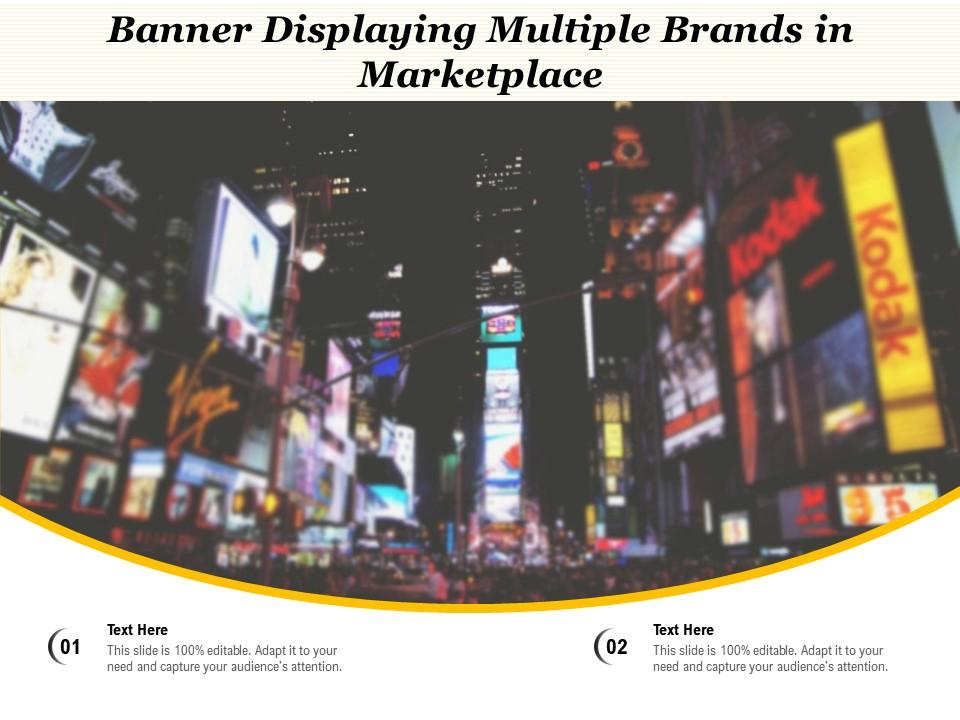 Banner Displaying Multiple Brands in
Marketplace
Kodak
Kodak
Virgin
TOSHIBA
01
Text Here
This slide is 100% editable. Adapt it to your
need and capture your audience's attention.
02
Text Here
This slide is 100% editable. Adapt it to your
need and capture your audience's attention.